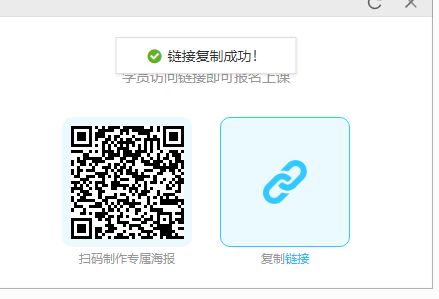 链接复制成功！
学员访问链接即可报名上课
扫码制作专属海报
复制链接